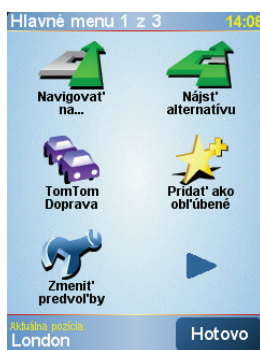 Hlavné menu 1 z 3 14:08
Navigovať
na...
Nájsť
alternatívu
TomTom
Doprava
Pridať ako
obľúbené
Zmeniť
predvoľby
Aktuálna pozícia:
London
Hotovo